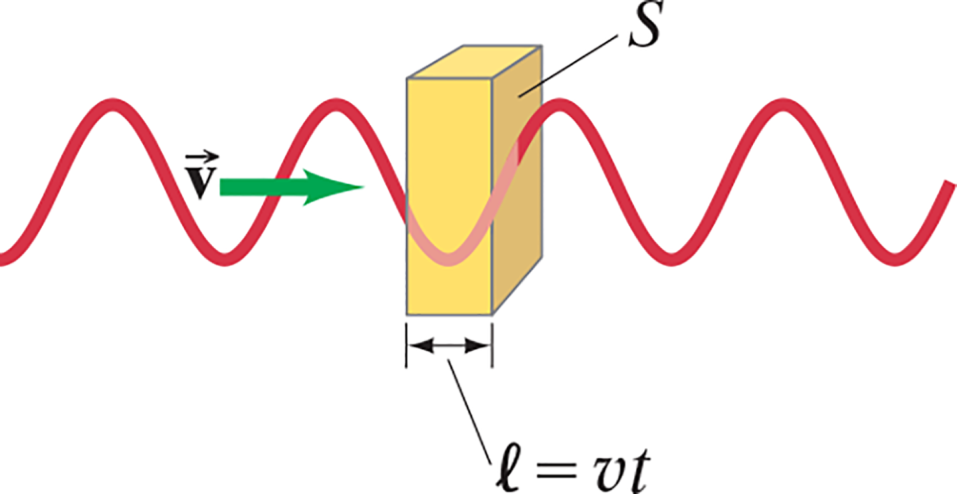 S
v⃗
ℓ = vt